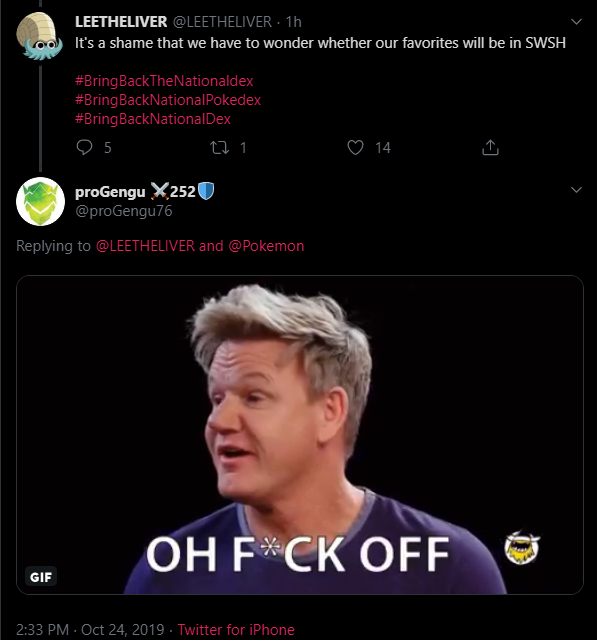 LEETHELIVER @LEETHELIVER · 1h
It's a shame that we have to wonder whether our favorites will be in SWSH
#BringBackTheNationaldex
#BringBackNationalPokedex
#BringBackNationalDex
5 1 14
proGengu ⚔️252🛡️
@proGengu76
Replying to @LEETHELIVER and @Pokemon
OH F*CK OFF
GIF
2:33 PM · Oct 24, 2019 · Twitter for iPhone